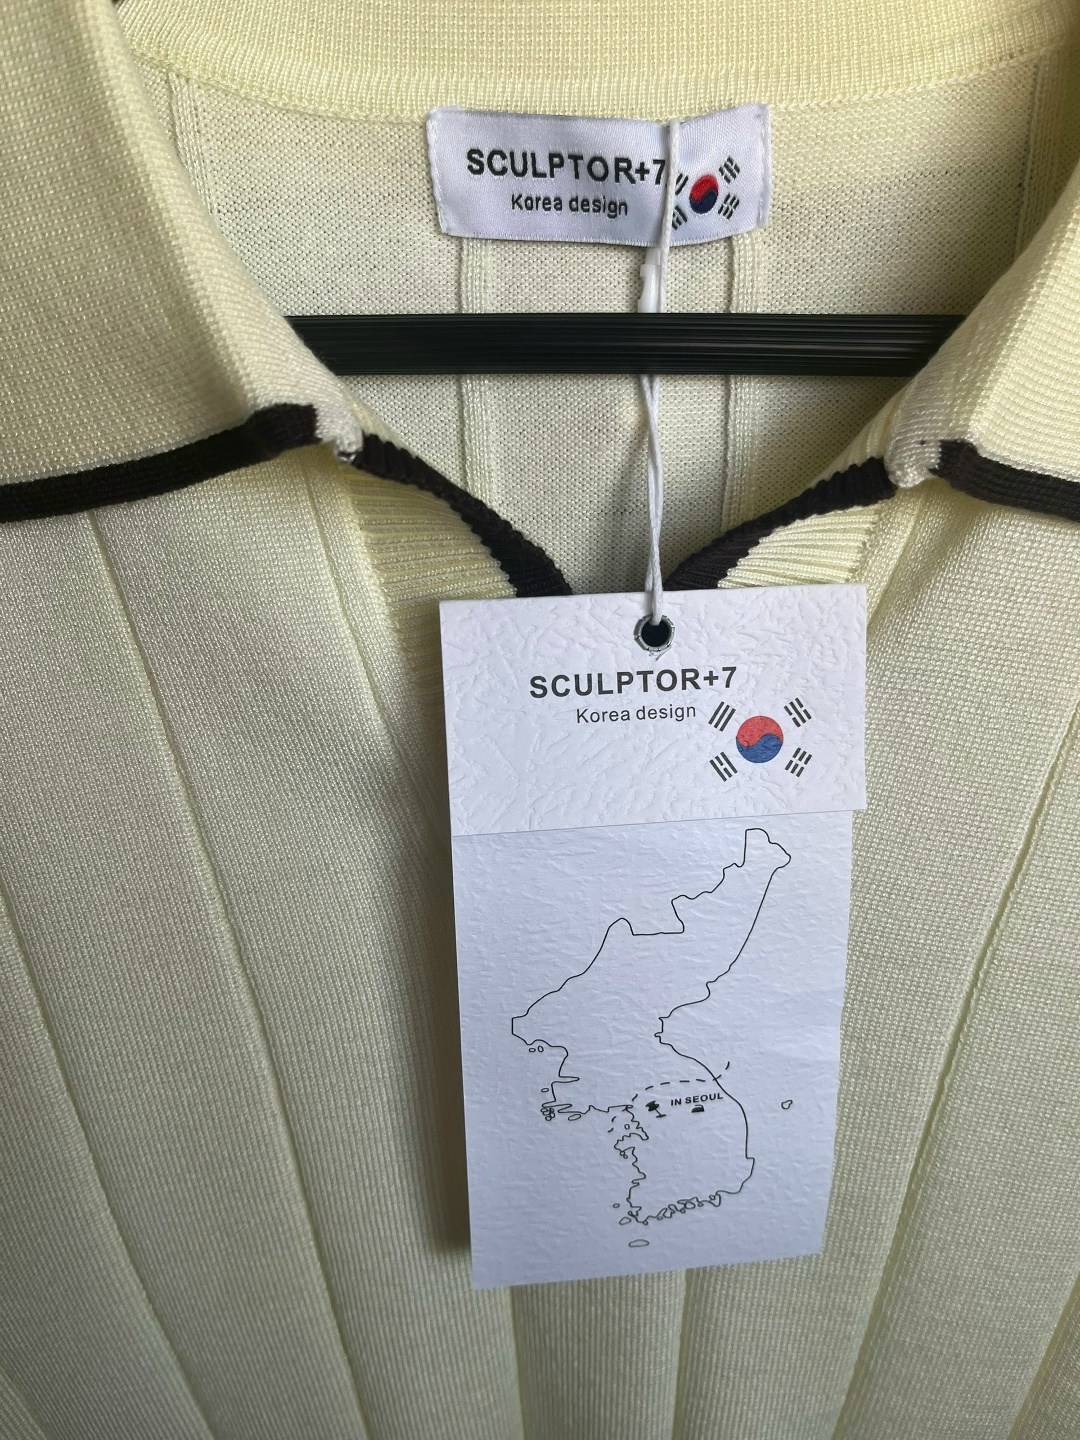 SCULPTOR+7
Korea design
SCULPTOR+7
Korea design
IN SEOUL